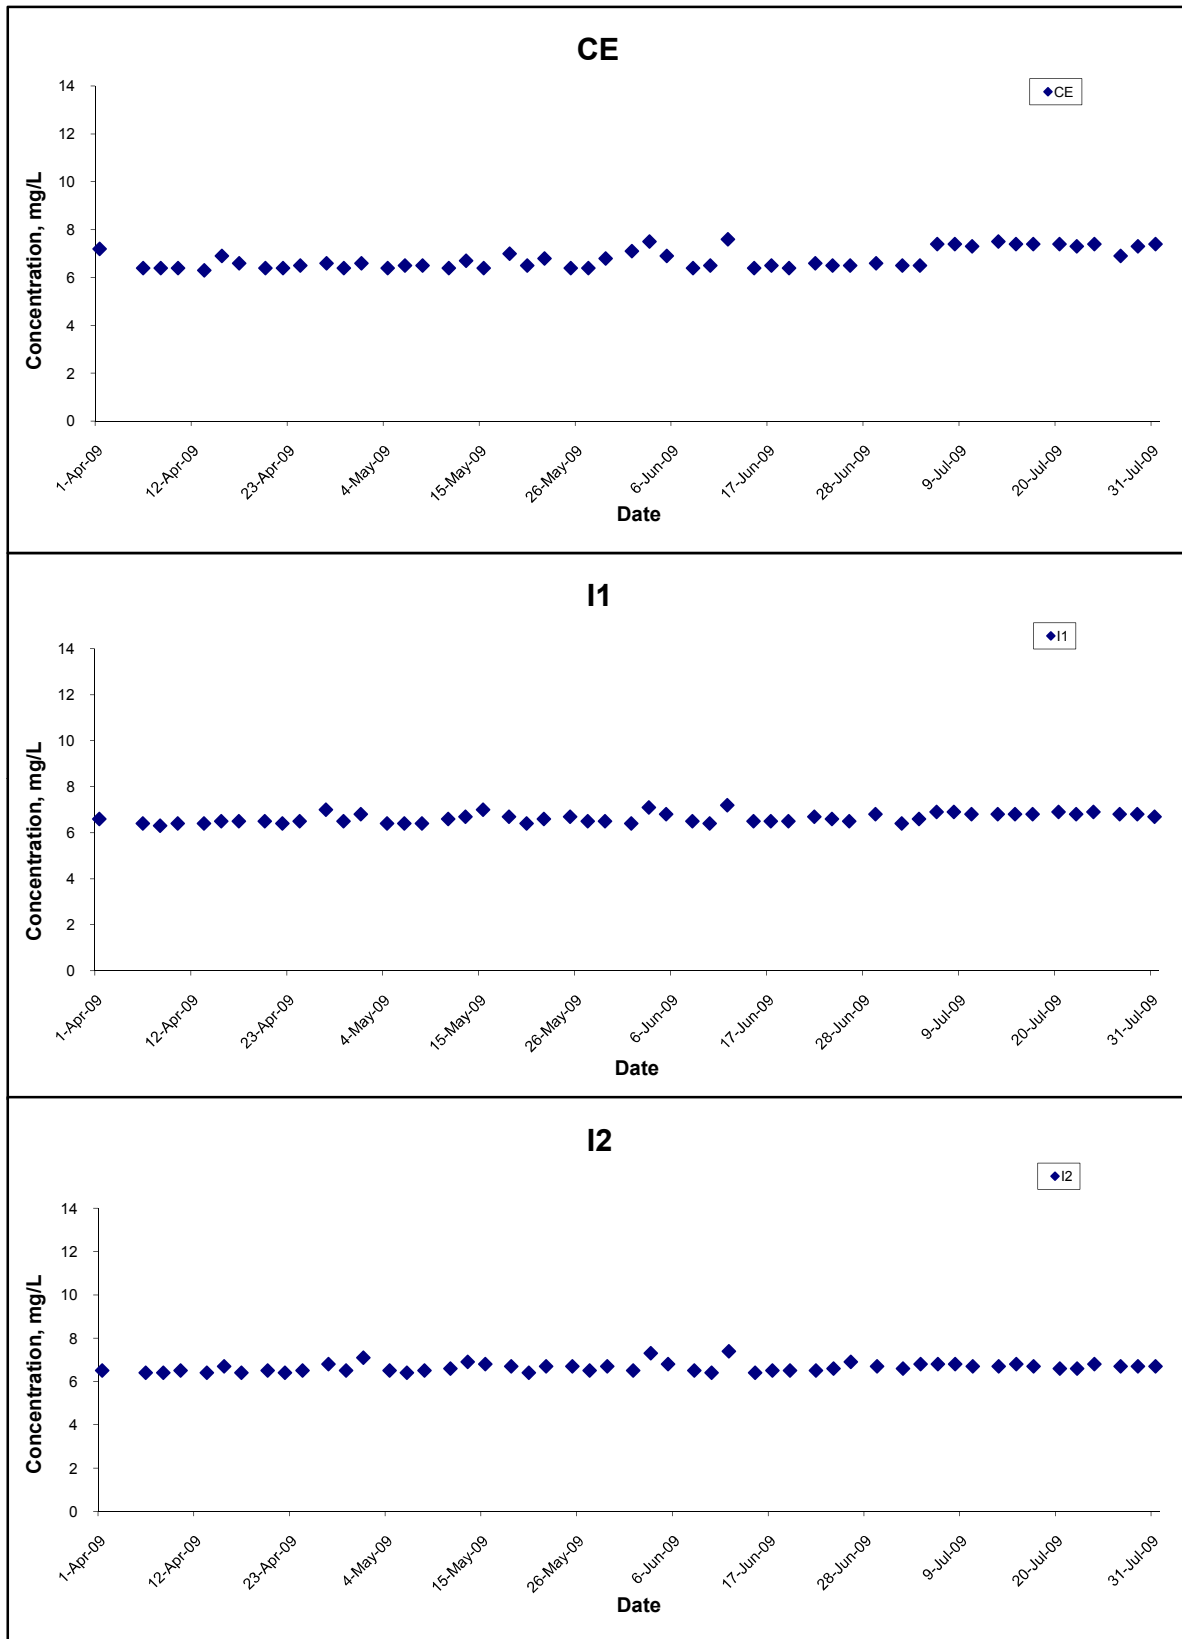 CE
CE
14
12
10
8
6
4
2
0
Concentration, mg/L
1-Apr-09 12-Apr-09 23-Apr-09 4-May-09 15-May-09 26-May-09 6-Jun-09 17-Jun-09 28-Jun-09 9-Jul-09 20-Jul-09 31-Jul-09
Date
I1
I1
14
12
10
8
6
4
2
0
Concentration, mg/L
1-Apr-09 12-Apr-09 23-Apr-09 4-May-09 15-May-09 26-May-09 6-Jun-09 17-Jun-09 28-Jun-09 9-Jul-09 20-Jul-09 31-Jul-09
Date
I2
I2
14
12
10
8
6
4
2
0
Concentration, mg/L
1-Apr-09 12-Apr-09 23-Apr-09 4-May-09 15-May-09 26-May-09 6-Jun-09 17-Jun-09 28-Jun-09 9-Jul-09 20-Jul-09 31-Jul-09
Date